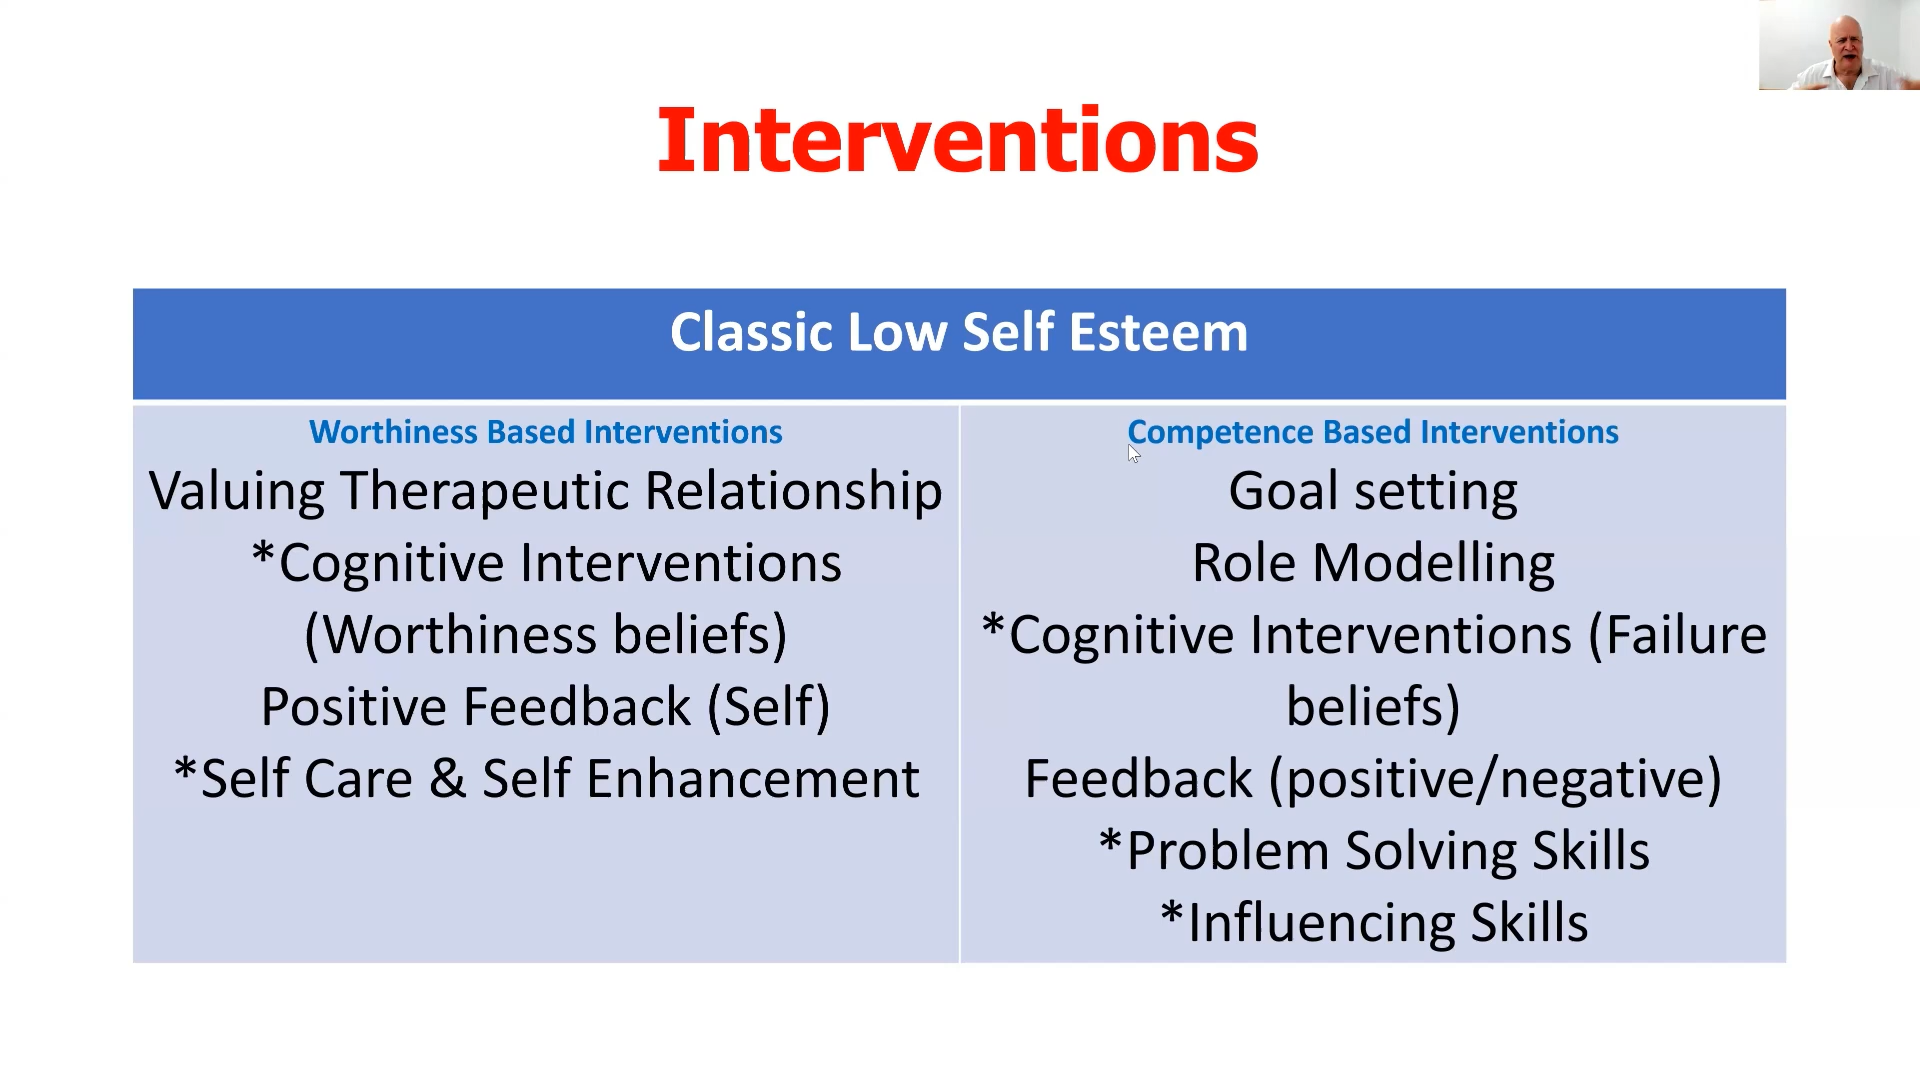 Interventions
Classic Low Self Esteem
Worthiness Based Interventions
Valuing Therapeutic Relationship
*Cognitive Interventions
(Worthiness beliefs)
Positive Feedback (Self)
*Self Care & Self Enhancement
Competence Based Interventions
Goal setting
Role Modelling
*Cognitive Interventions (Failure
beliefs)
Feedback (positive/negative)
*Problem Solving Skills
*Influencing Skills